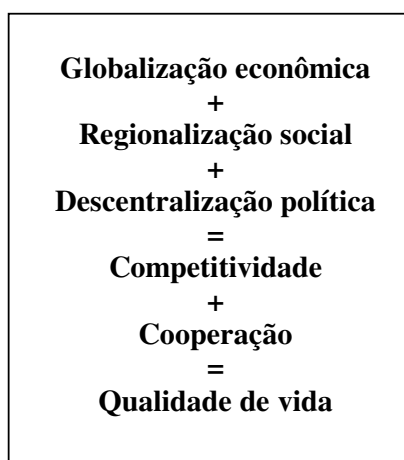 Globalização econômica
+
Regionalização social
+
Descentralização política
=
Competitividade
+
Cooperação
=
Qualidade de vida